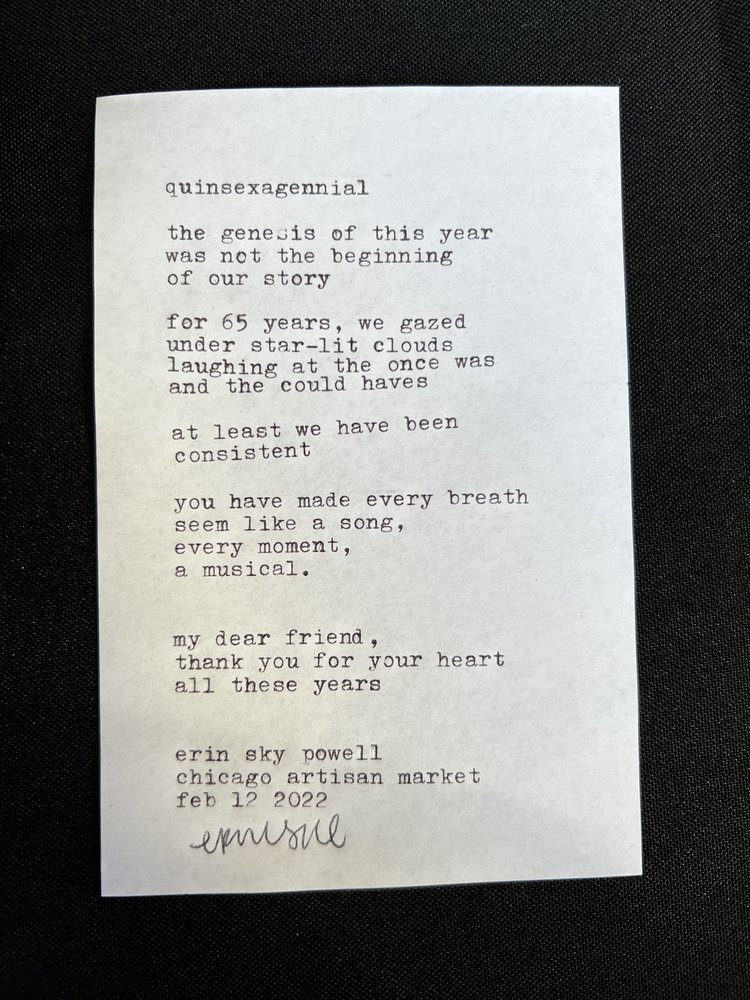 quinsexagennial
the genesis of this year
was not the beginning
of our story
for 65 years, we gazed
under star-lit clouds
laughing at the once was
and the could haves
at least we have been
consistent
you have made every breath
seem like a song,
every moment,
a musical.
my dear friend,
thank you for your heart
all these years
erin sky powell
chicago artisan market
feb 12 2022